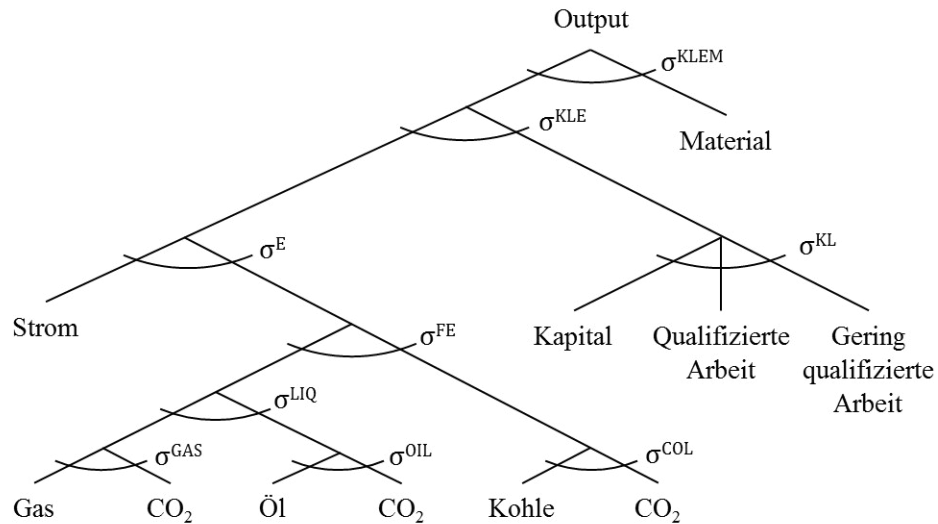 Output
σ^KLEM
σ^KLE
Material
σ^E
σ^KL
Strom
Kapital
Qualifizierte
Arbeit
Gering
qualifizierte
Arbeit
σ^FE
σ^LIQ
σ^GAS
σ^OIL
σ^COL
Gas
CO₂
Öl
CO₂
Kohle
CO₂